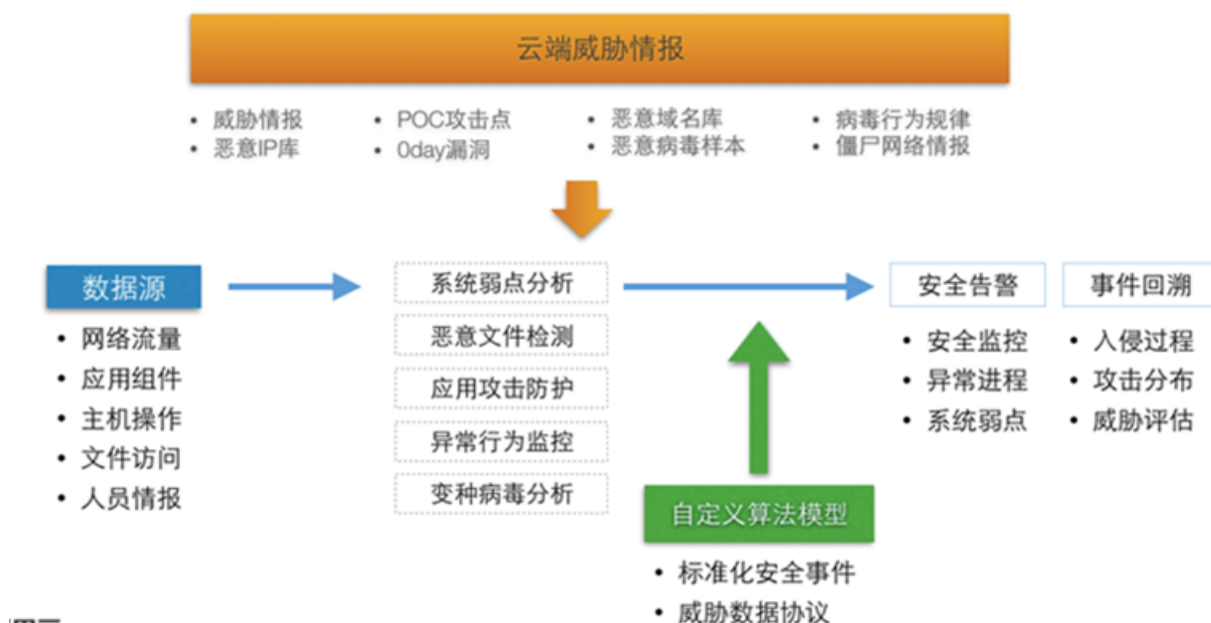 云端威胁情报
• 威胁情报 • POC攻击点 • 恶意域名库 • 病毒行为规律
• 恶意IP库 • 0day漏洞 • 恶意病毒样本 • 僵尸网络情报
数据源
• 网络流量
• 应用组件
• 主机操作
• 文件访问
• 人员情报
系统弱点分析
恶意文件检测
应用攻击防护
异常行为监控
变种病毒分析
自定义算法模型
• 标准化安全事件
• 威胁数据协议
安全告警
• 安全监控
• 异常进程
• 系统弱点
事件回溯
• 入侵过程
• 攻击分布
• 威胁评估